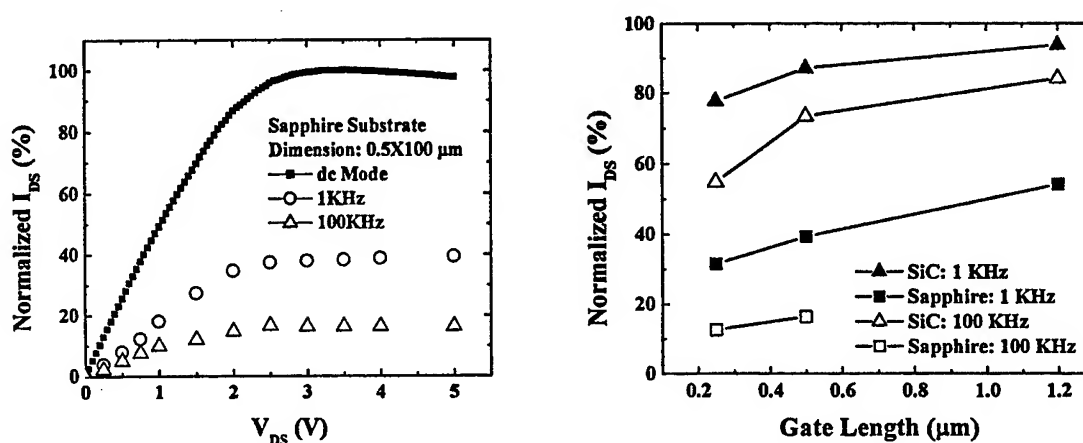 Normalized I_DS (%)
100
80
60
40
20
0
Sapphire Substrate
Dimension: 0.5X100 µm
dc Mode
1KHz
100KHz
0
1
2
3
4
5
V_DS (V)
Normalized I_DS (%)
100
80
60
40
20
0
SiC: 1 KHz
Sapphire: 1 KHz
SiC: 100 KHz
Sapphire: 100 KHz
0.2
0.4
0.6
0.8
1.0
1.2
Gate Length (µm)